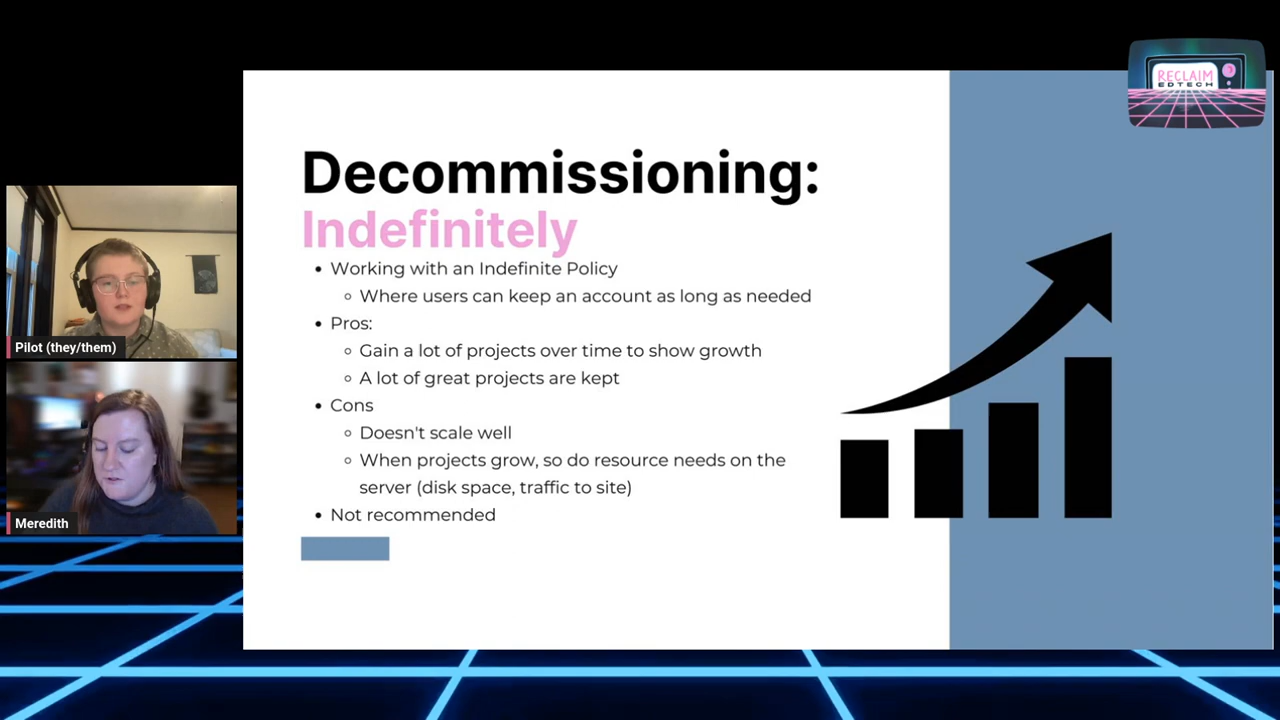 RECLAIM
EDTECH
Decommissioning:
Indefinitely
• Working with an Indefinite Policy
◦ Where users can keep an account as long as needed
• Pros:
◦ Gain a lot of projects over time to show growth
◦ A lot of great projects are kept
• Cons
◦ Doesn't scale well
◦ When projects grow, so do resource needs on the
server (disk space, traffic to site)
• Not recommended
Pilot (they/them)
Meredith